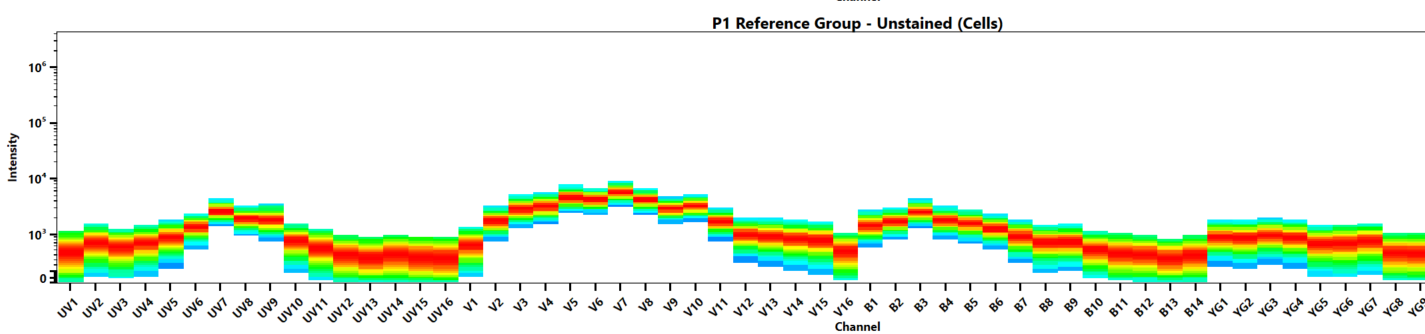 P1 Reference Group - Unstained (Cells)
Intensity
10⁶
10⁵
10⁴
10³
0
UV1 UV2 UV3 UV4 UV5 UV6 UV7 UV8 UV9 UV10 UV11 UV12 UV13 UV14 UV15 UV16 V1 V2 V3 V4 V5 V6 V7 V8 V9 V10 V11 V12 V13 V14 V15 V16 B1 B2 B3 B4 B5 B6 B7 B8 B9 B10 B11 B12 B13 B14 YG1 YG2 YG3 YG4 YG5 YG6 YG7 YG8
Channel